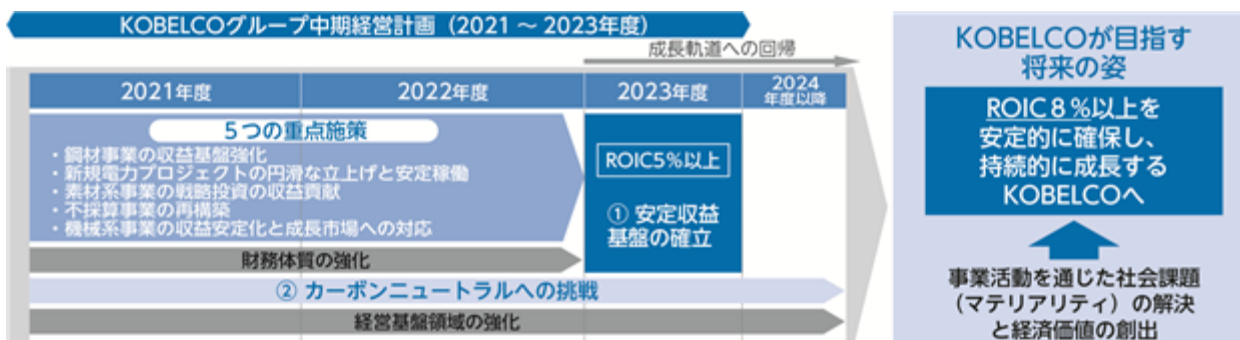 KOBELCOグループ中期経営計画（2021 ～ 2023年度）
成長軌道への回帰
2021年度
2022年度
2023年度
2024
年度以降
5つの重点施策
・鋼材事業の収益基盤強化
・新規電力プロジェクトの円滑な立上げと安定稼働
・素材系事業の戦略投資の収益貢献
・不採算事業の再構築
・機械系事業の収益安定化と成長市場への対応
ROIC5%以上
① 安定収益
基盤の確立
財務体質の強化
② カーボンニュートラルへの挑戦
経営基盤領域の強化
KOBELCOが目指す
将来の姿
ROIC８%以上を
安定的に確保し、
持続的に成長する
KOBELCOへ
事業活動を通じた社会課題
（マテリアリティ）の解決
と経済価値の創出